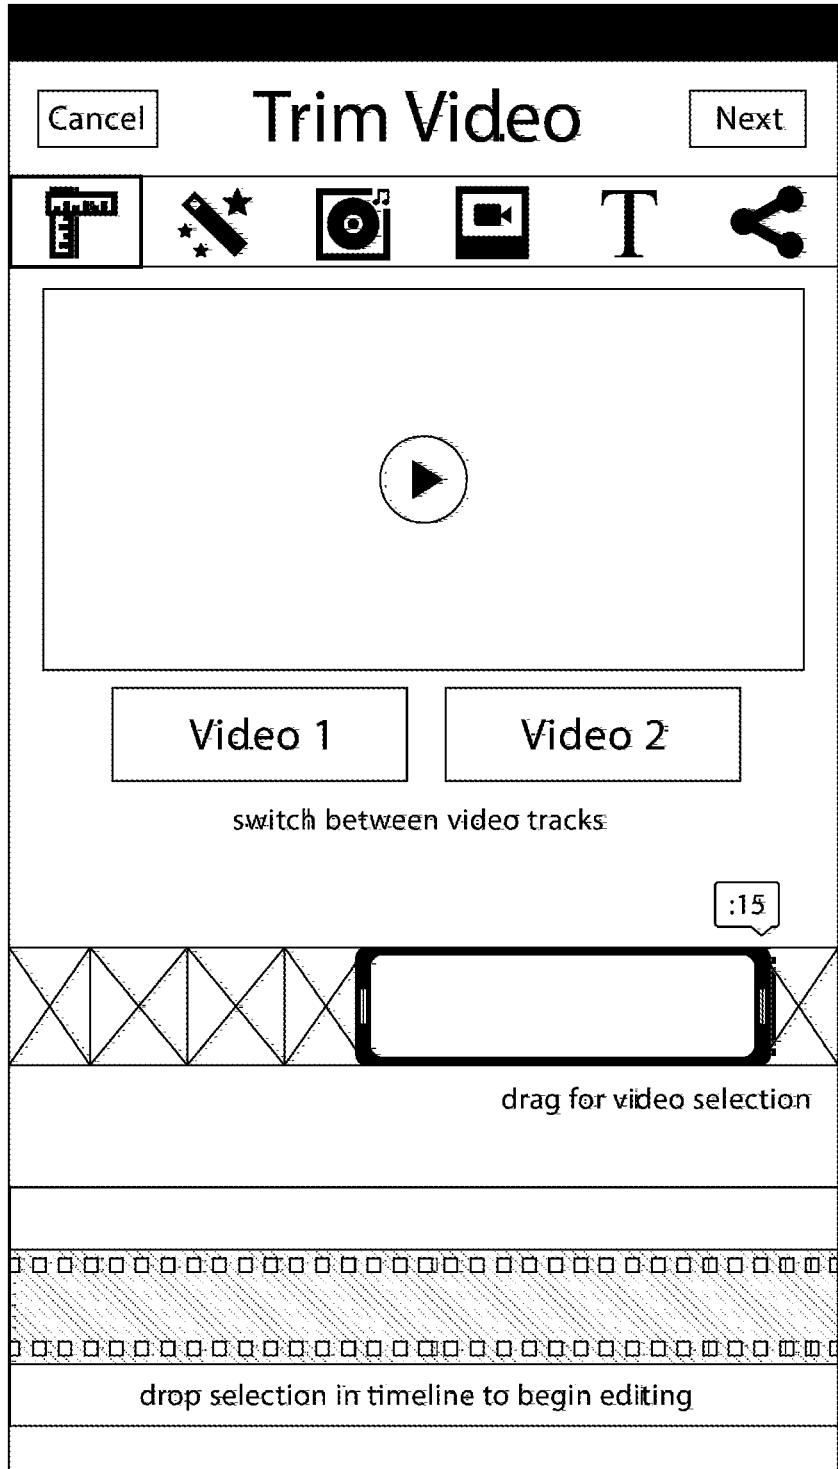 Cancel
Trim Video
Next
T
Video 1
Video 2
switch between video tracks
:15
drag for video selection
drop selection in timeline to begin editing